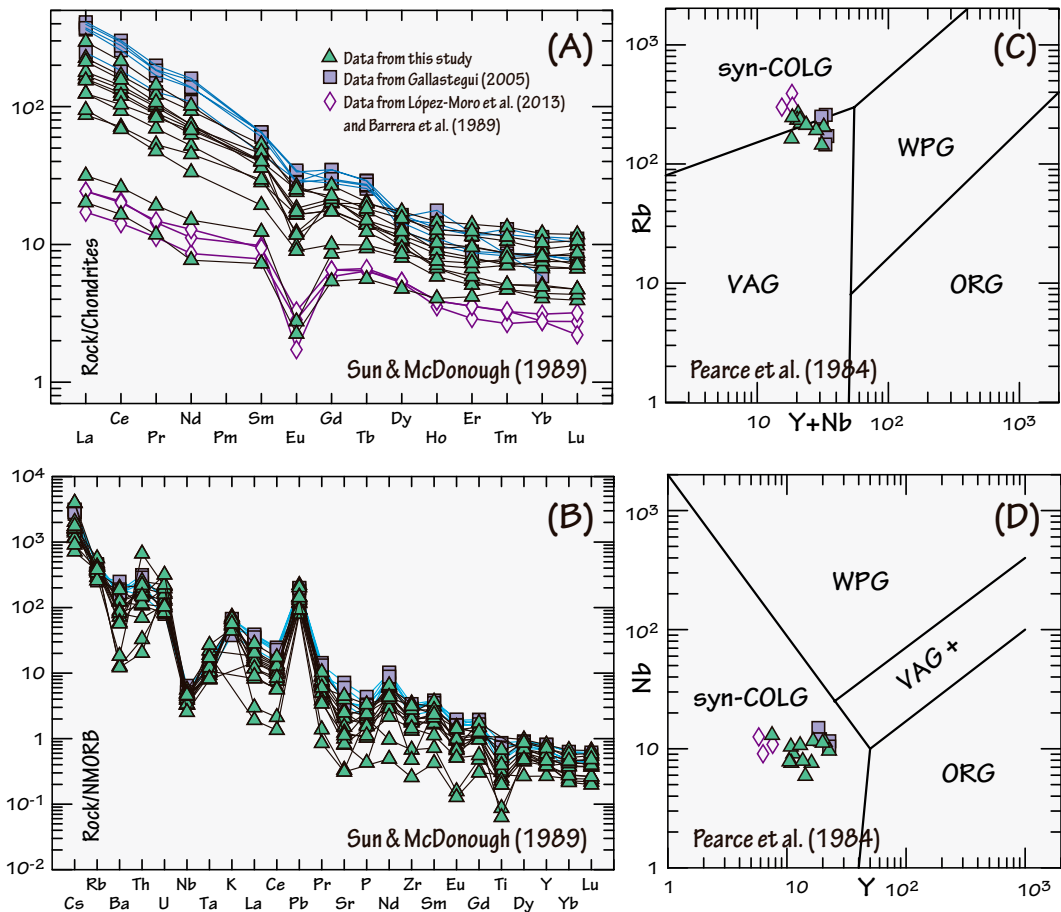 (A)
10²
10
1
Rock/Chondrites
Data from this study
Data from Gallastegui (2005)
Data from López-Moro et al. (2013)
and Barrera et al. (1989)
Sun & McDonough (1989)
Ce Nd Sm Gd Dy Er Yb
La Pr Pm Eu Tb Ho Tm Lu
(B)
10⁴
10³
10²
10
1
10⁻¹
10⁻²
Rock/NMORB
Sun & McDonough (1989)
Rb Th Nb K Ce Pr P Zr Eu Ti Y Lu
Cs Ba U Ta La Pb Sr Nd Sm Gd Dy Yb
(C)
10³
10²
10
1
Rb
syn-COLG
WPG
VAG
ORG
Pearce et al. (1984)
10 10² 10³
Y+Nb
(D)
10³
10²
10
1
Nb
WPG
VAG +
syn-COLG
ORG
Pearce et al. (1984)
1 10 10² 10³
Y